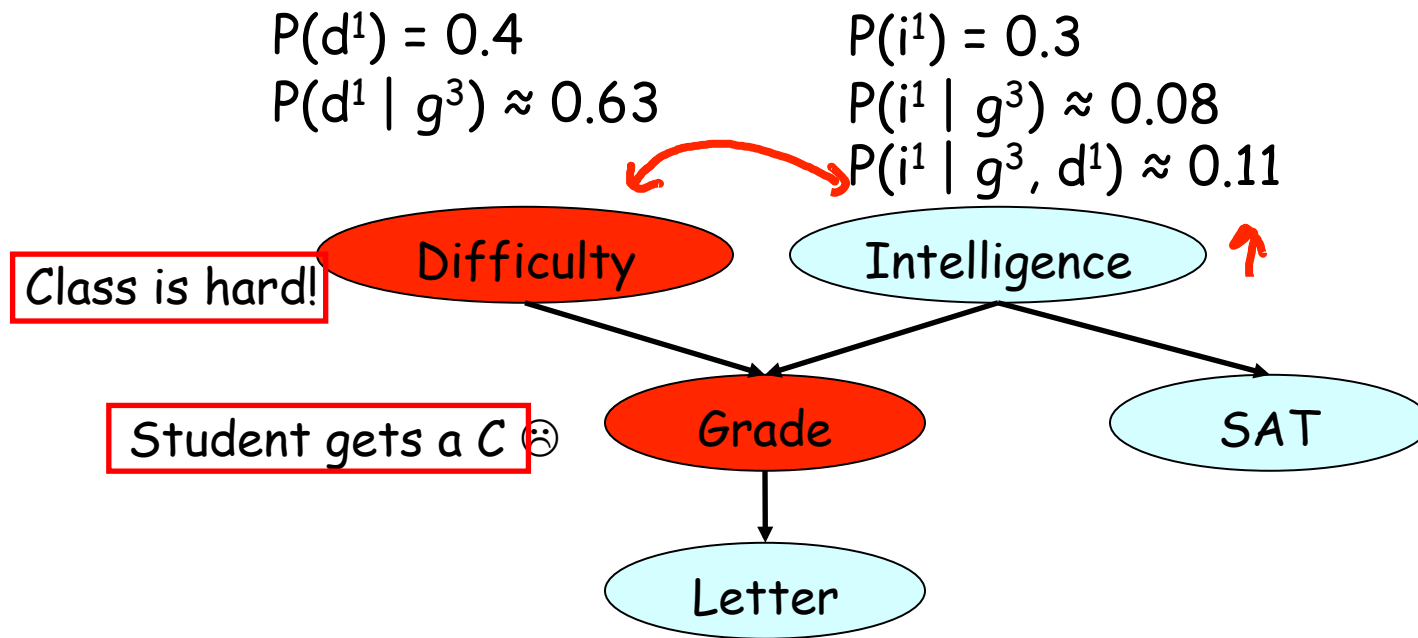 P(d¹) = 0.4
P(d¹ | g³) ≈ 0.63
P(i¹) = 0.3
P(i¹ | g³) ≈ 0.08
P(i¹ | g³, d¹) ≈ 0.11
Difficulty
Intelligence
Class is hard!
Student gets a C ☹
Grade
SAT
Letter